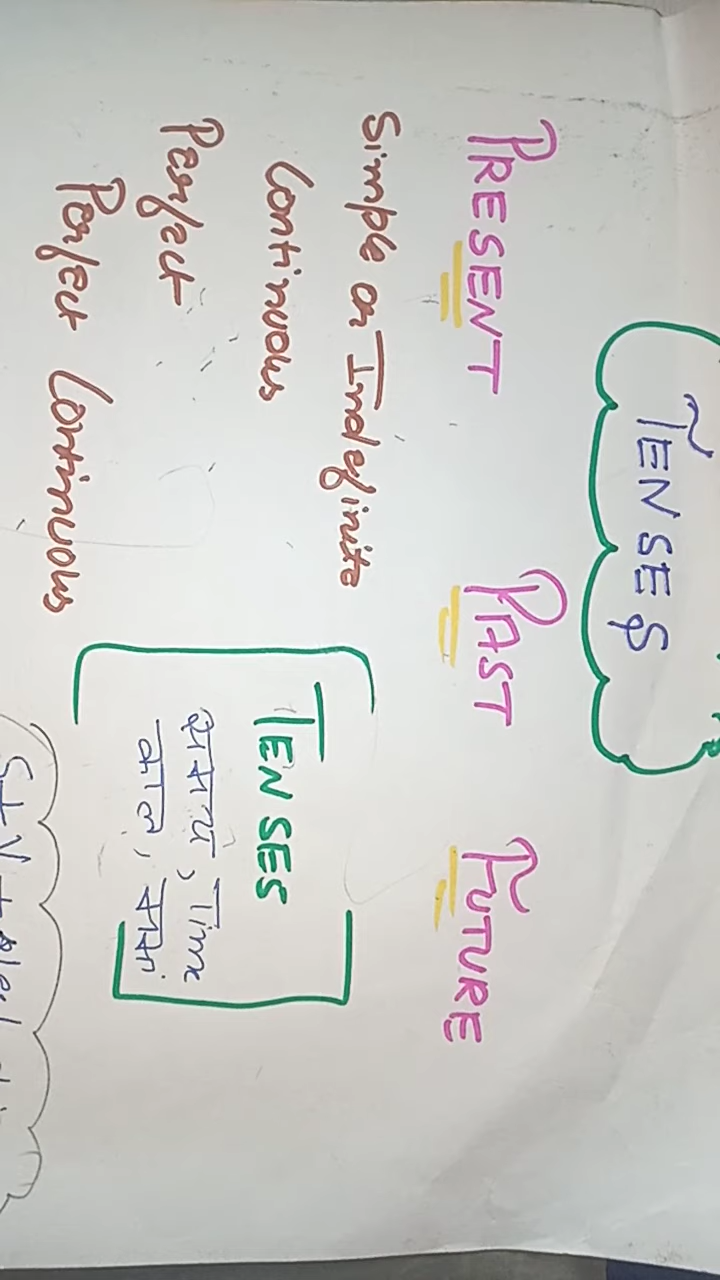 TENSES
PRESENT PAST FUTURE
Simple or Indefinite
Continuous
Perfect
Perfect Continuous
TENSES
समय, Time
काल,
S + V +